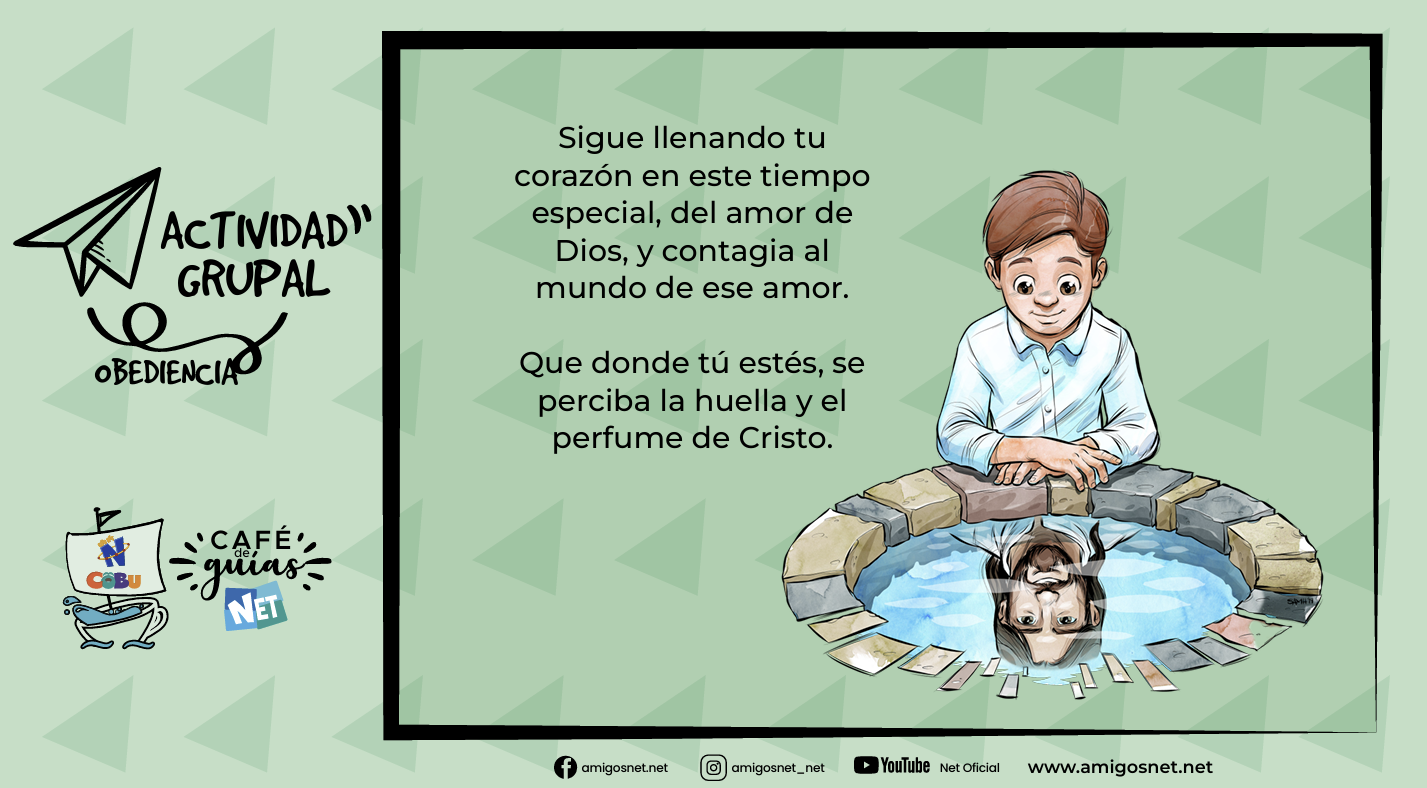 ACTIVIDAD
GRUPAL
OBEDIENCIA
N
COBU
CAFÉ
de
guías
NET
Sigue llenando tu
corazón en este tiempo
especial, del amor de
Dios, y contagia al
mundo de ese amor.
Que donde tú estés, se
perciba la huella y el
perfume de Cristo.
amigosnet.net
amigosnet_net
YouTube Net Oficial
www.amigosnet.net